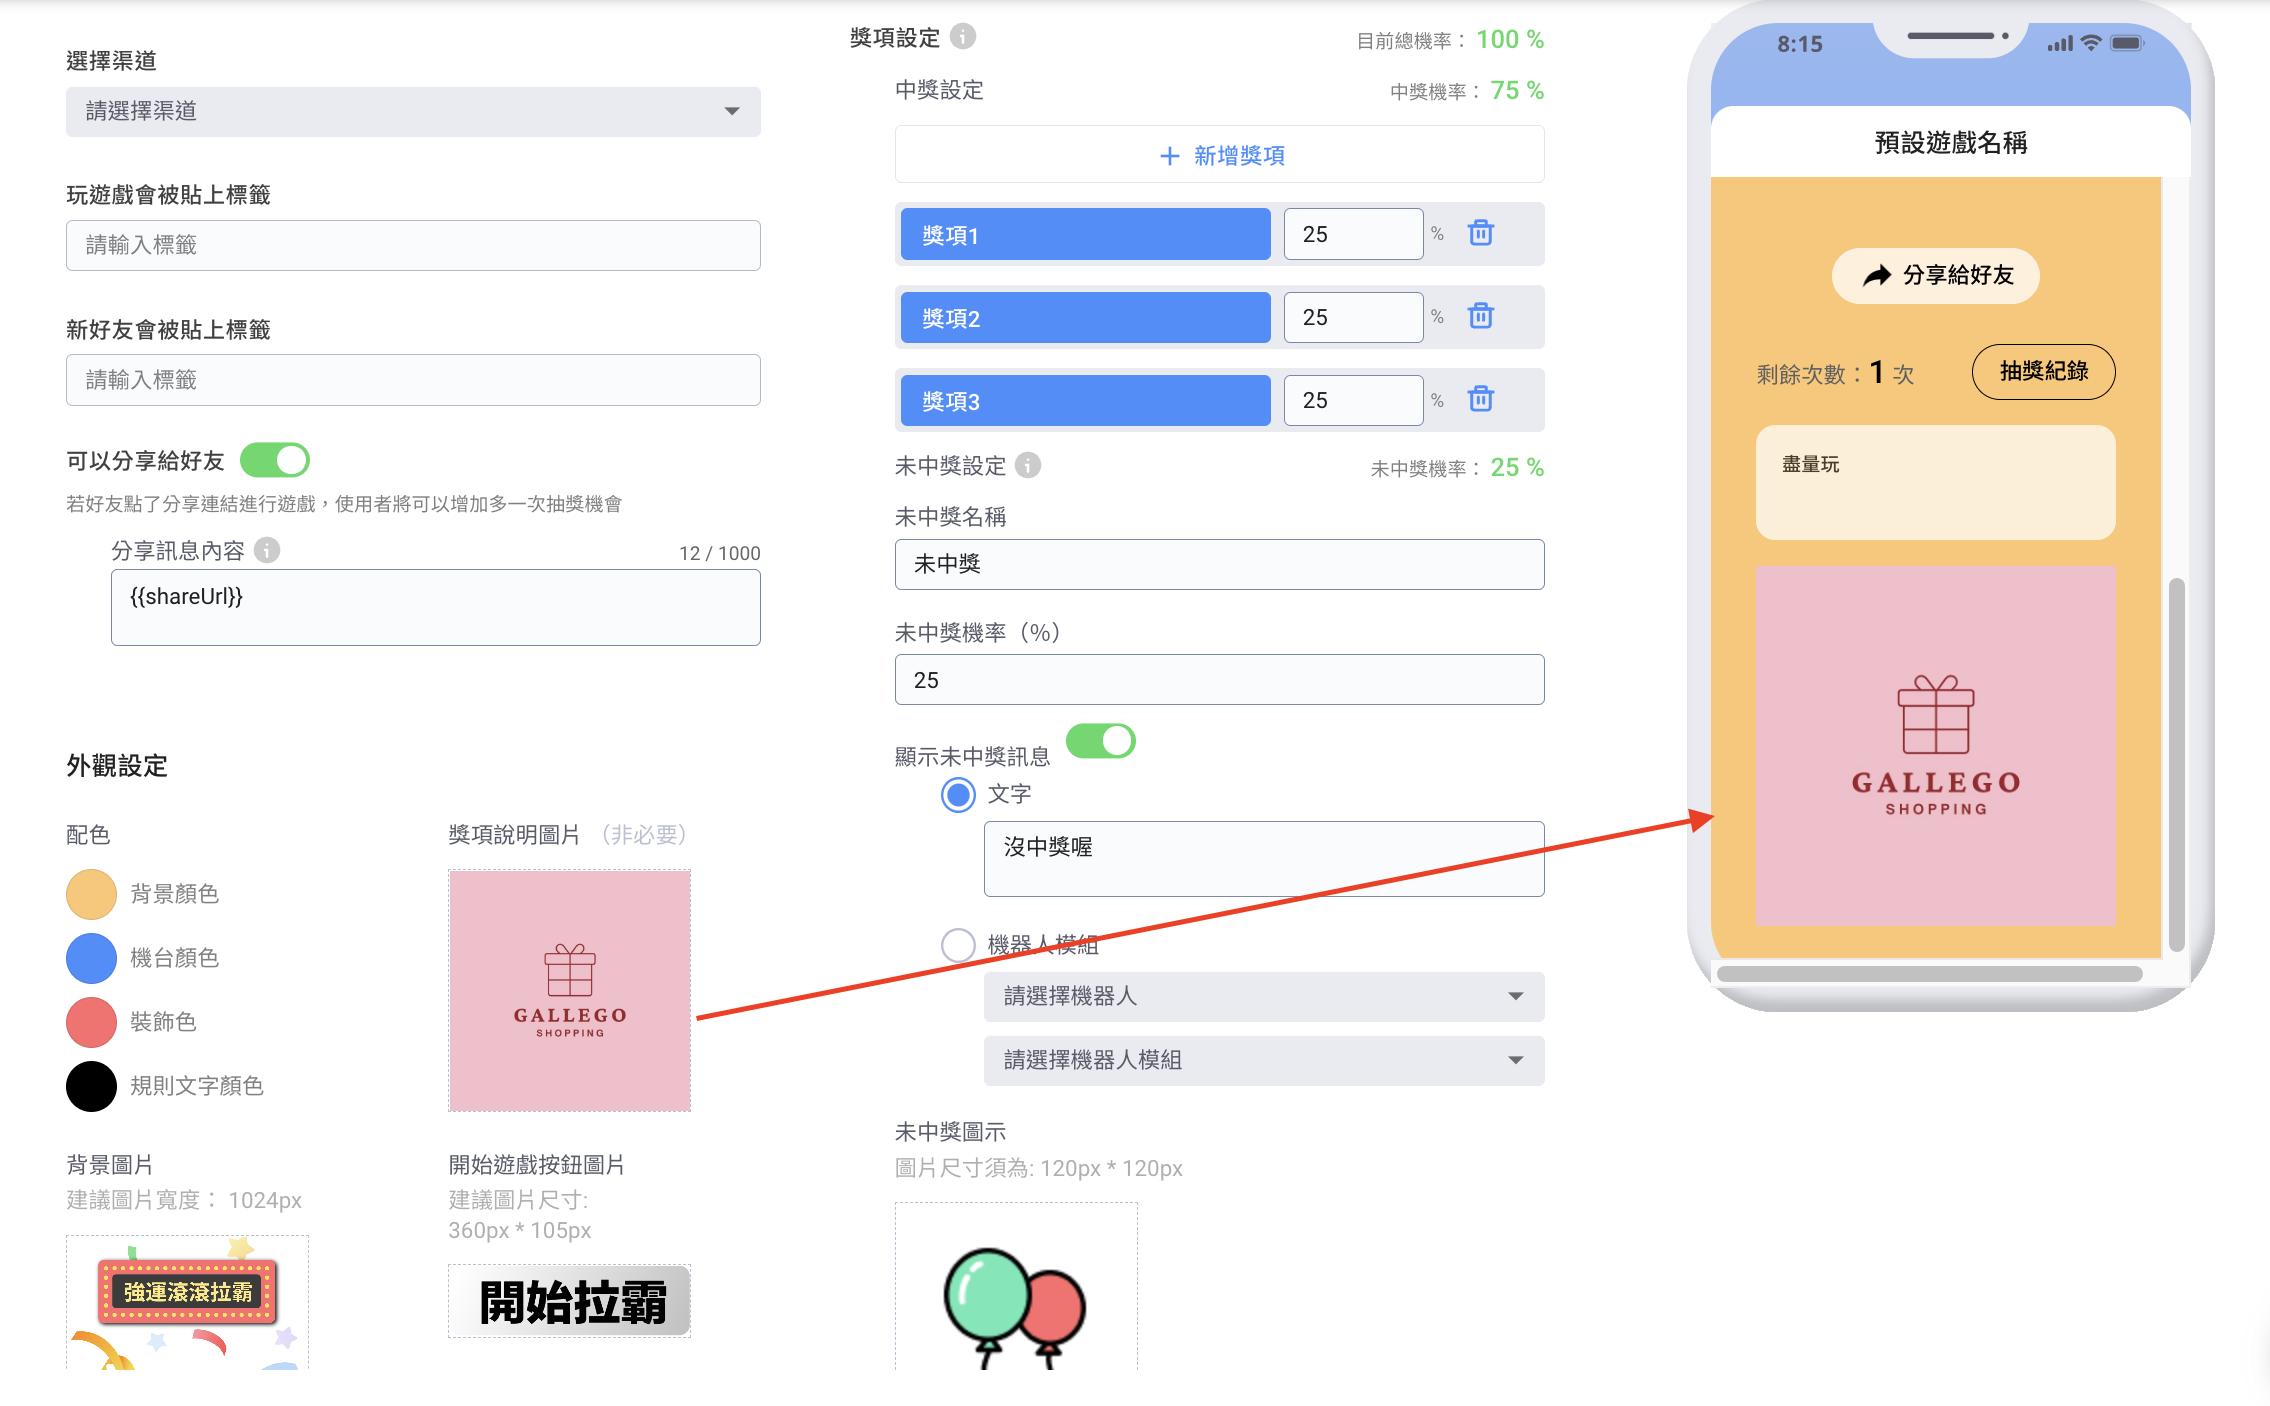 選擇渠道
請選擇渠道
玩遊戲會被貼上標籤
請輸入標籤
新好友會被貼上標籤
請輸入標籤
可以分享給好友
若好友點了分享連結進行遊戲，使用者將可以增加多一次抽獎機會
分享訊息內容
12 / 1000
{{shareUrl}}
外觀設定
配色
背景顏色
機台顏色
裝飾色
規則文字顏色
獎項說明圖片 （非必要）
GALLEGO
SHOPPING
背景圖片
建議圖片寬度： 1024px
強運滾滾拉霸
開始遊戲按鈕圖片
建議圖片尺寸:
360px * 105px
開始拉霸
獎項設定
目前總機率： 100 %
中獎設定
中獎機率： 75 %
＋ 新增獎項
獎項1 25 %
獎項2 25 %
獎項3 25 %
未中獎設定
未中獎機率： 25 %
未中獎名稱
未中獎
未中獎機率（%）
25
顯示未中獎訊息
文字
沒中獎喔
機器人模組
請選擇機器人
請選擇機器人模組
未中獎圖示
圖片尺寸須為: 120px * 120px
8:15
預設遊戲名稱
分享給好友
剩餘次數：1 次
抽獎紀錄
盡量玩
GALLEGO
SHOPPING